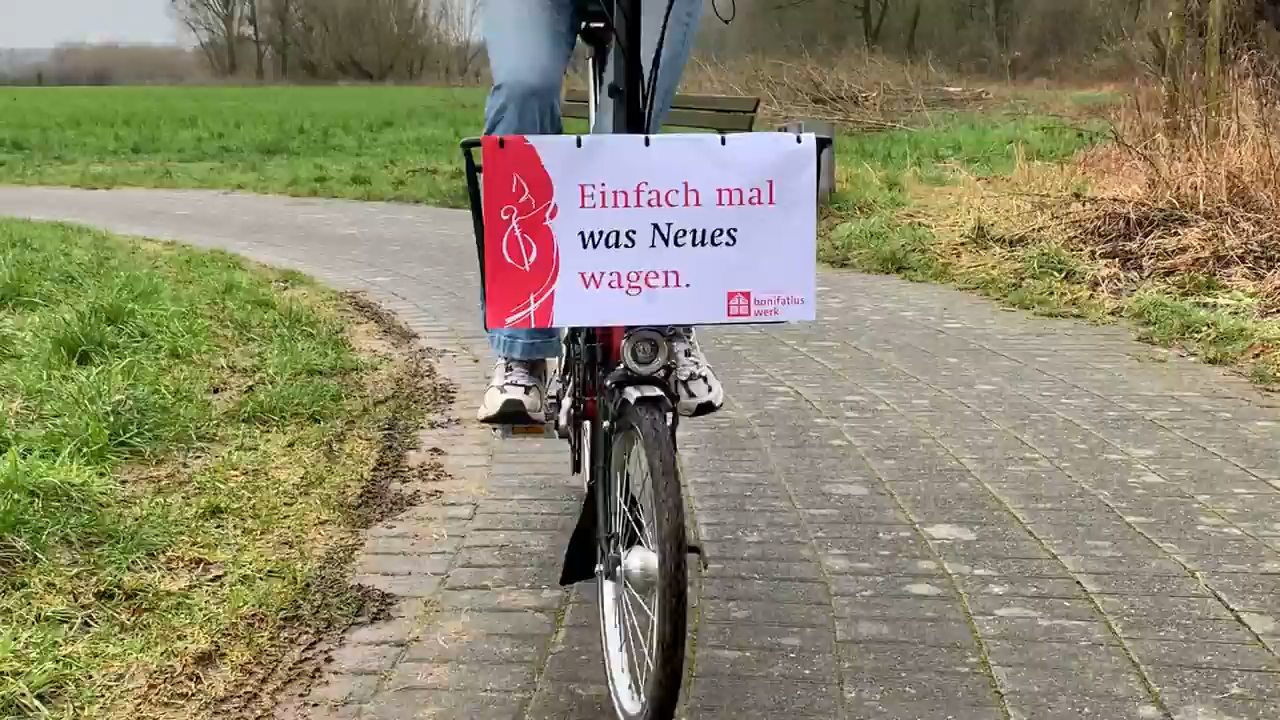 Einfach mal
was Neues
wagen.
bonifatius
werk